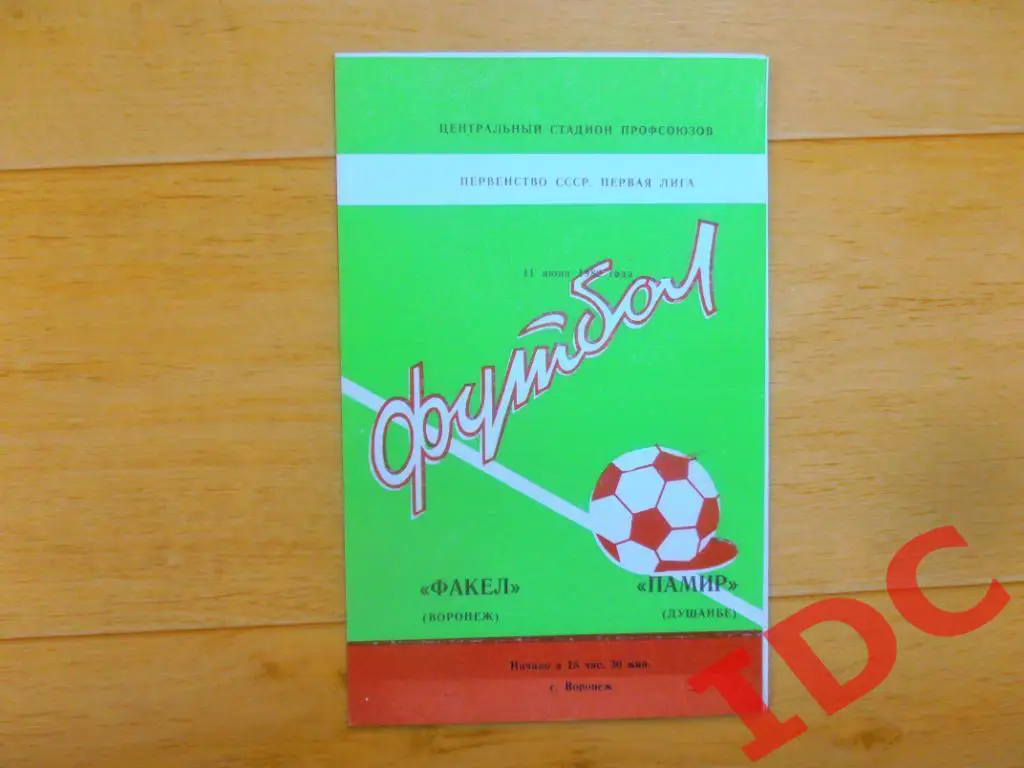 ЦЕНТРАЛЬНЫЙ СТАДИОН ПРОФСОЮЗОВ
ПЕРВЕНСТВО СССР. ПЕРВАЯ ЛИГА
11 июня года
футбол
«ФАКЕЛ» «ПАМИР»
(ВОРОНЕЖ) (ДУШАНБЕ)
Начало в час. 30 мин.
г. Воронеж
IDC